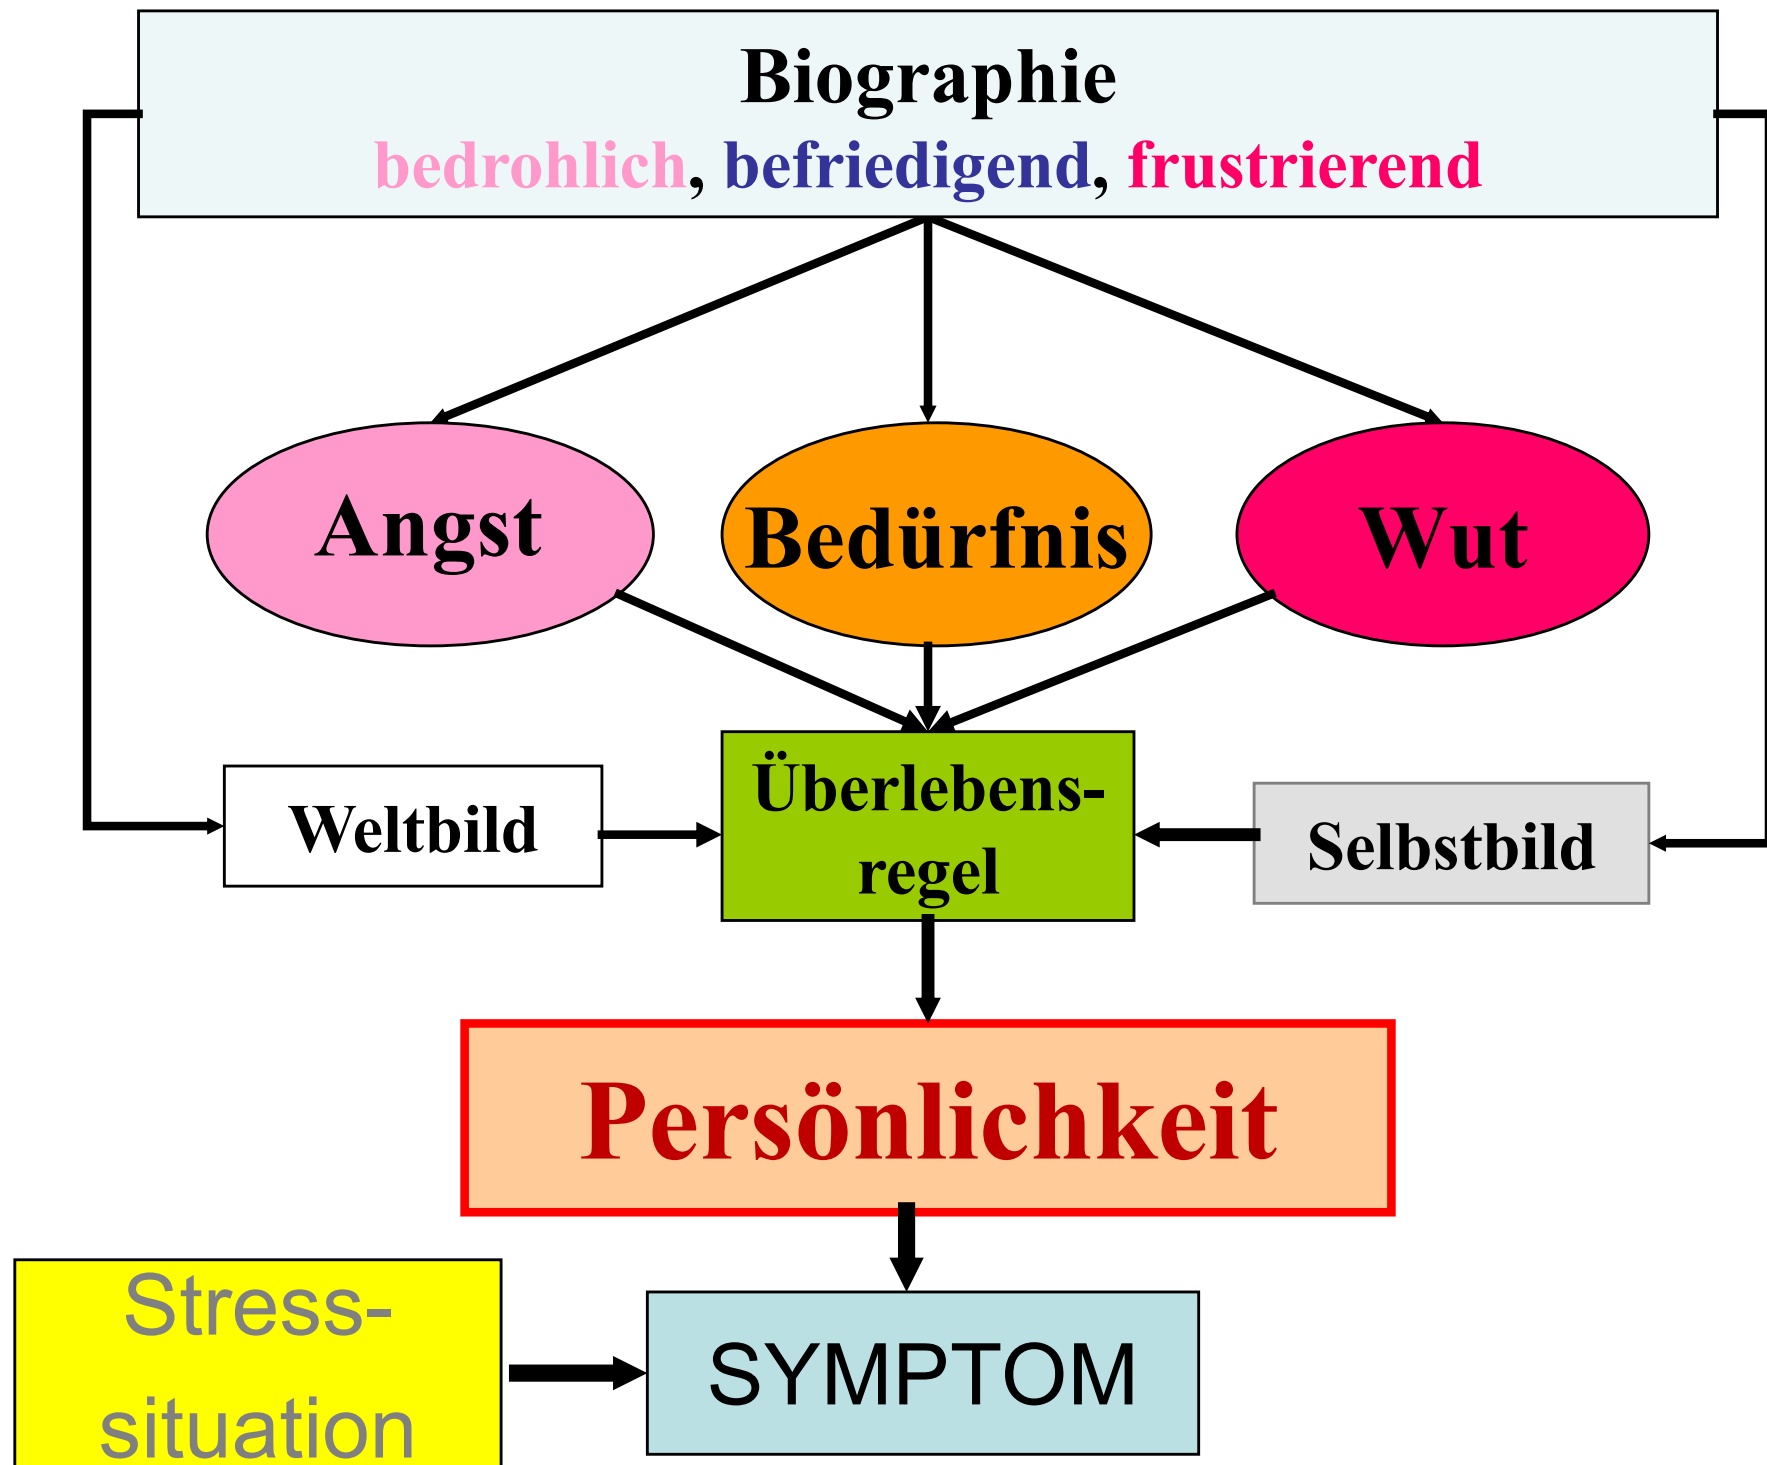 Biographie
bedrohlich, befriedigend, frustrierend
Angst
Bedürfnis
Wut
Weltbild
Überlebens-
regel
Selbstbild
Persönlichkeit
Stress-
situation
SYMPTOM